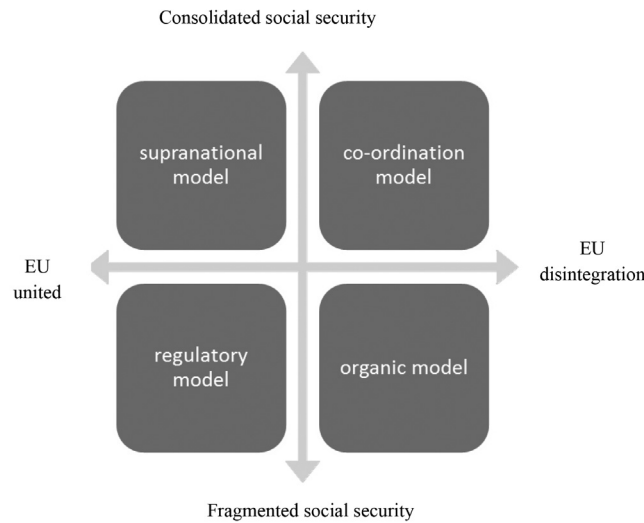 Consolidated social security
supranational
model
co-ordination
model
EU
united
EU
disintegration
regulatory
model
organic model
Fragmented social security